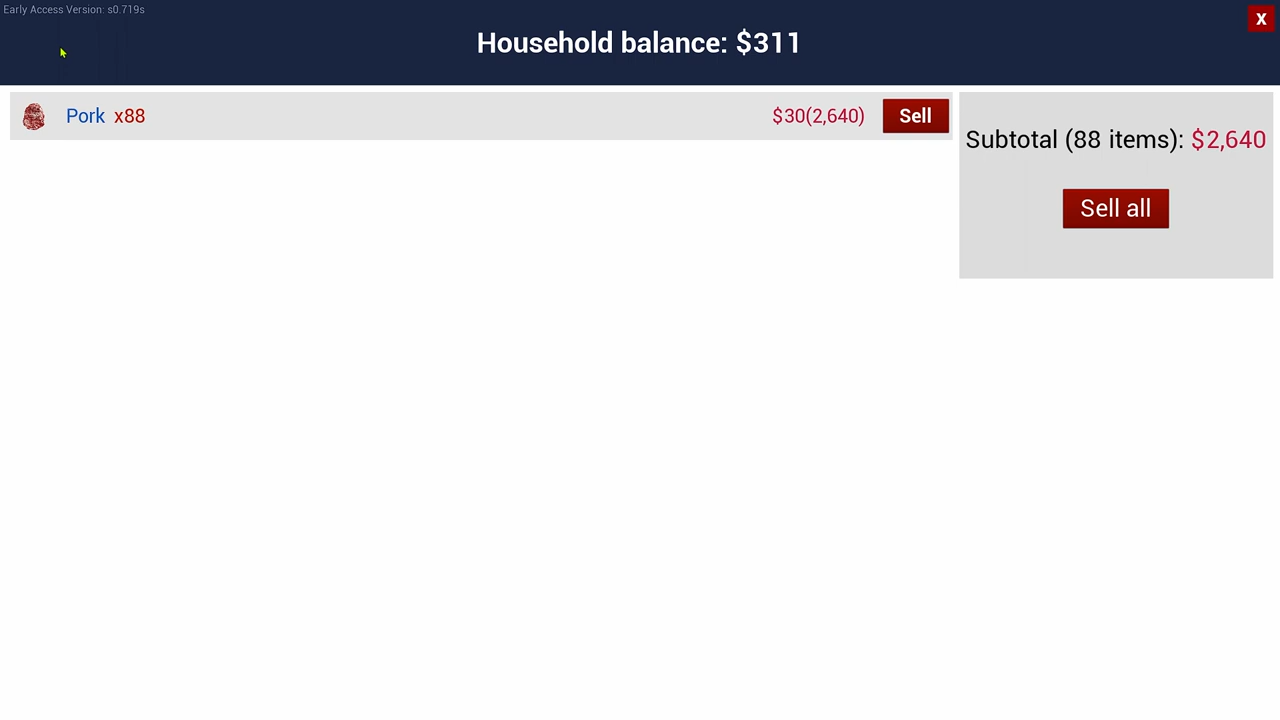 Early Access Version: s0.719s
Household balance: $311
X
Pork x88 $30(2,640) Sell
Subtotal (88 items): $2,640
Sell all